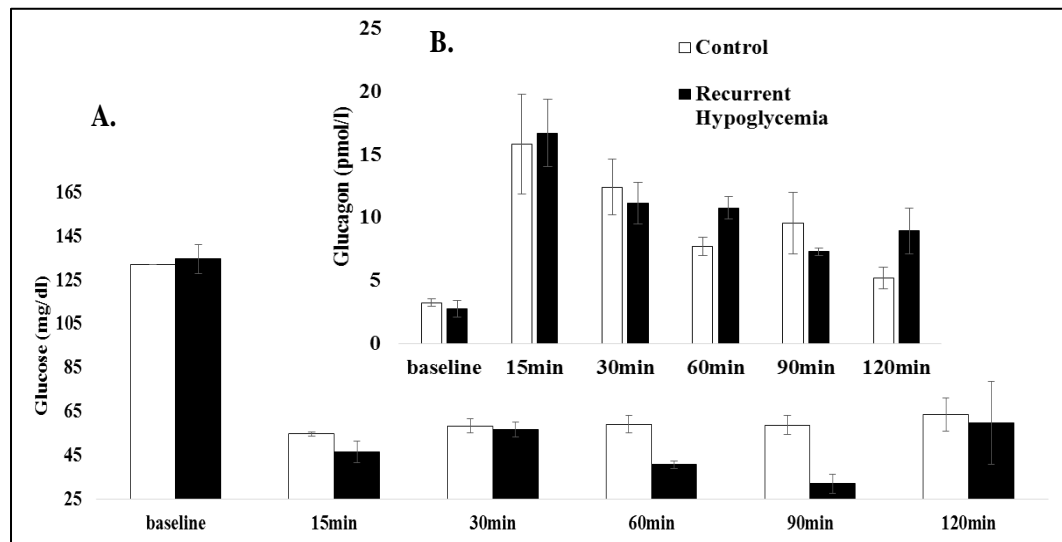 A.
Glucose (mg/dl)
165
145
125
105
85
65
45
25
baseline 15min 30min 60min 90min 120min
B.
Glucagon (pmol/l)
25
20
15
10
5
0
baseline 15min 30min 60min 90min 120min
Control
Recurrent
Hypoglycemia